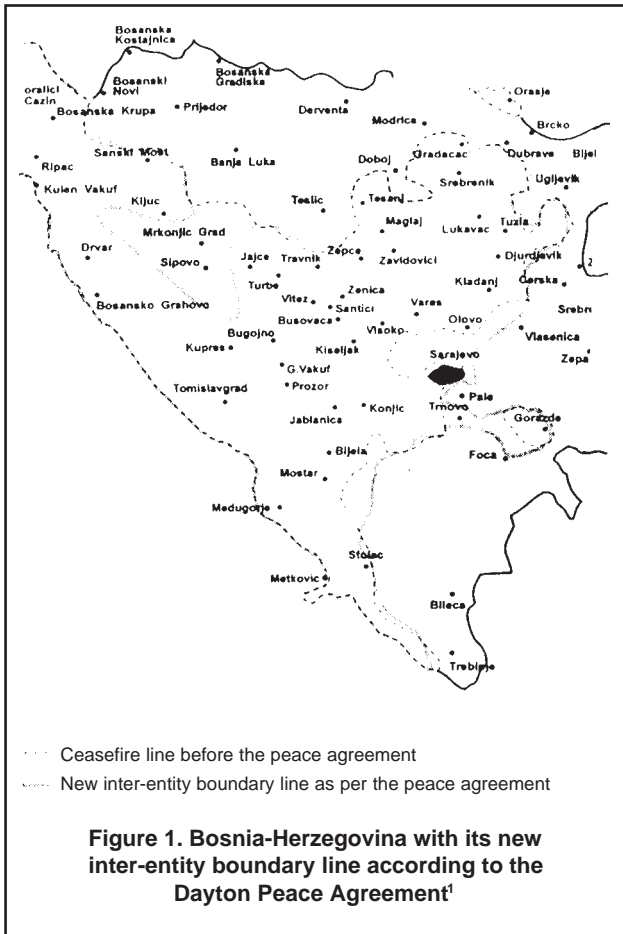 Bosanska
Kostajnica
Bosanska
Gradiska
Bosanski
Novi
oralici
Cazin
Bosanska Krupa
Prijedor
Derventa
Modrica
Orasje
Brcko
Sanski Most
Banja Luka
Doboj
Gradacac
Dubrave
Bijel
Ripac
Srebrenik
Ugljevik
Kulen Vakuf
Kljuc
Teslic
Tesanj
Maglaj
Lukavac
Tuzla
Mrkonjic Grad
Drvar
Sipovo
Jajce
Travnik
Zepce
Zavidovici
Djurdjevik
2
Turbe
Kladanj
Cerska
Bosansko Grahovo
Vitez
Zenica
Santici
Vares
Srebr
Busovaca
Visoko
Olovo
Vlasenica
Bugojno
Kupres
Kiseljak
Sarajevo
Zepa
G.Vakuf
Tomislavgrad
Prozor
Pale
Jablanica
Konjic
Trnovo
Gorazde
Bijela
Foca
Mostar
Medugorje
Stolac
Metkovic
Bileca
Trebinje
Ceasefire line before the peace agreement
New inter-entity boundary line as per the peace agreement
Figure 1. Bosnia-Herzegovina with its new
inter-entity boundary line according to the
Dayton Peace Agreement¹